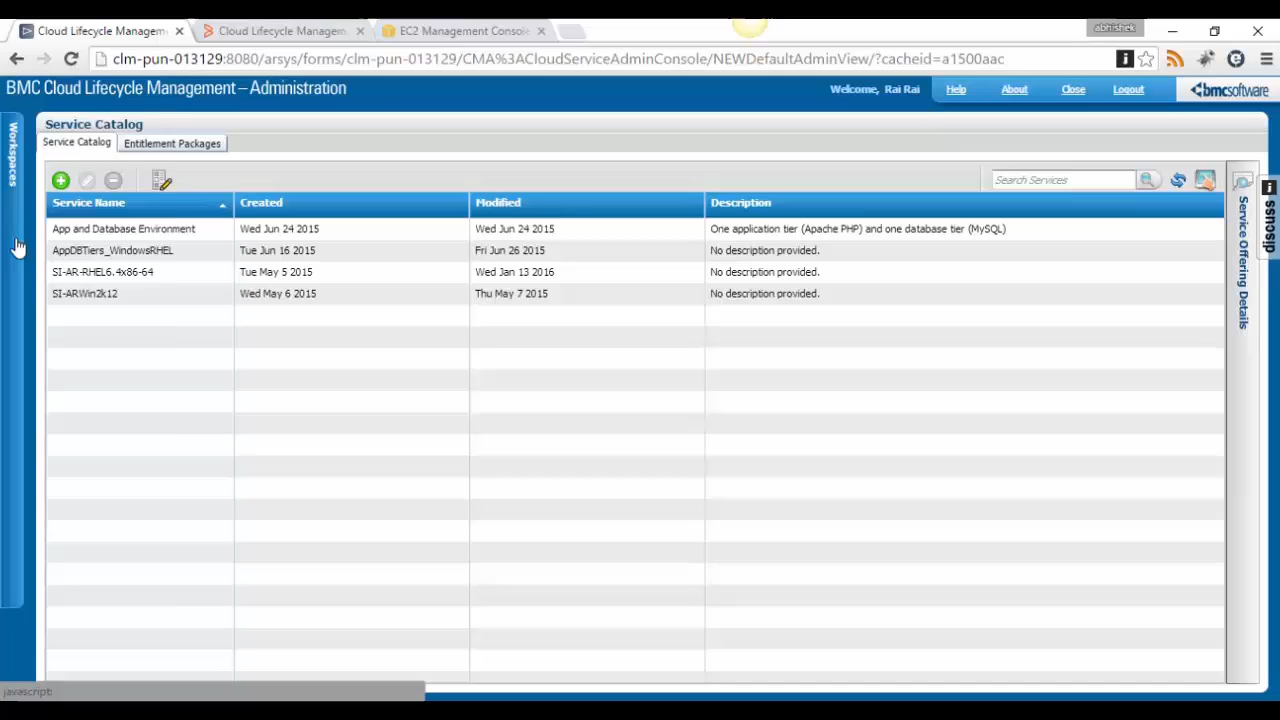 Cloud Lifecycle Managem
Cloud Lifecycle Managem
EC2 Management Console
abhishek
clm-pun-013129:8080/arsys/forms/clm-pun-013129/CMA%3ACloudServiceAdminConsole/NEWDefaultAdminView/?cacheid=a1500aac
BMC Cloud Lifecycle Management – Administration
Welcome, Rai Rai
Help
About
Close
Logout
bmcsoftware
Workspaces
Service Catalog
Service Catalog
Entitlement Packages
Search Services
Service Name
Created
Modified
Description
App and Database Environment
Wed Jun 24 2015
Wed Jun 24 2015
One application tier (Apache PHP) and one database tier (MySQL)
AppDBTiers_WindowsRHEL
Tue Jun 16 2015
Fri Jun 26 2015
No description provided.
SI-AR-RHEL6.4x86-64
Tue May 5 2015
Wed Jan 13 2016
No description provided.
SI-ARWin2k12
Wed May 6 2015
Thu May 7 2015
No description provided.
Service Offering Details
discuss
javascript: